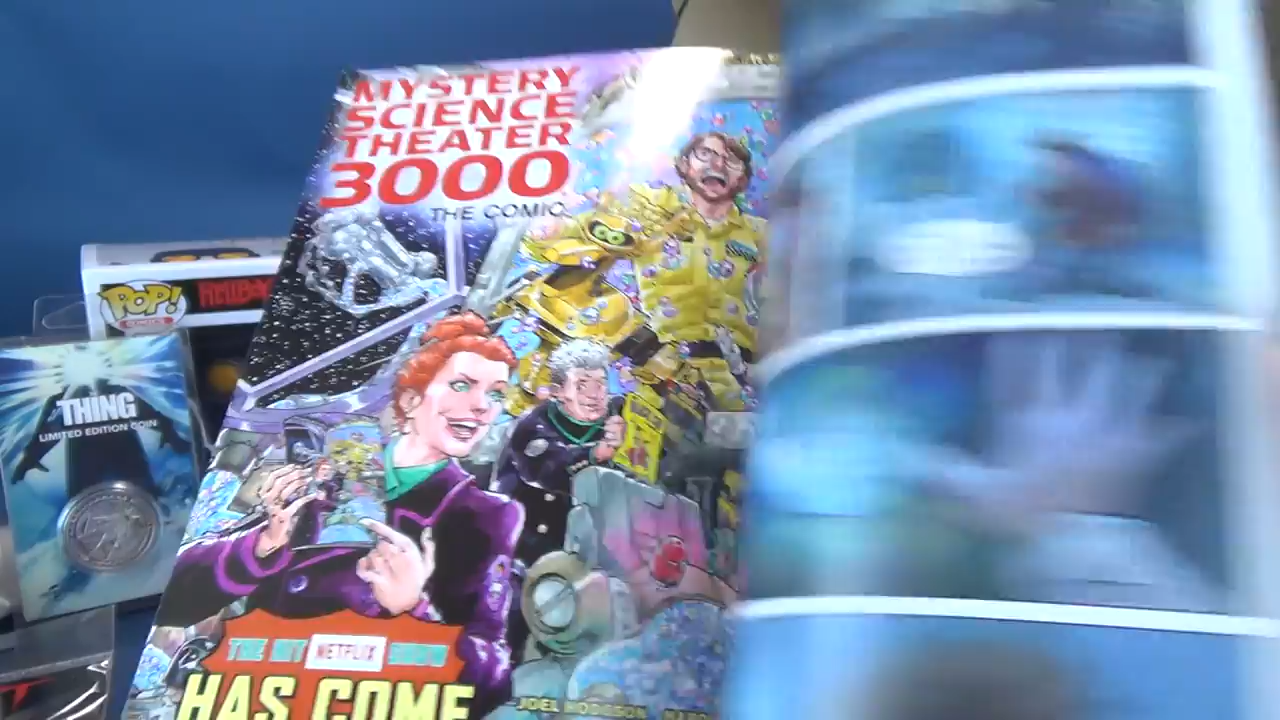 MYSTERY
SCIENCE
THEATER
3000
THE COMIC
POP!
HELLBOY
THING
LIMITED EDITION COIN
THE HIT NETFLIX SHOW
HAS COME
JOEL HODGSON